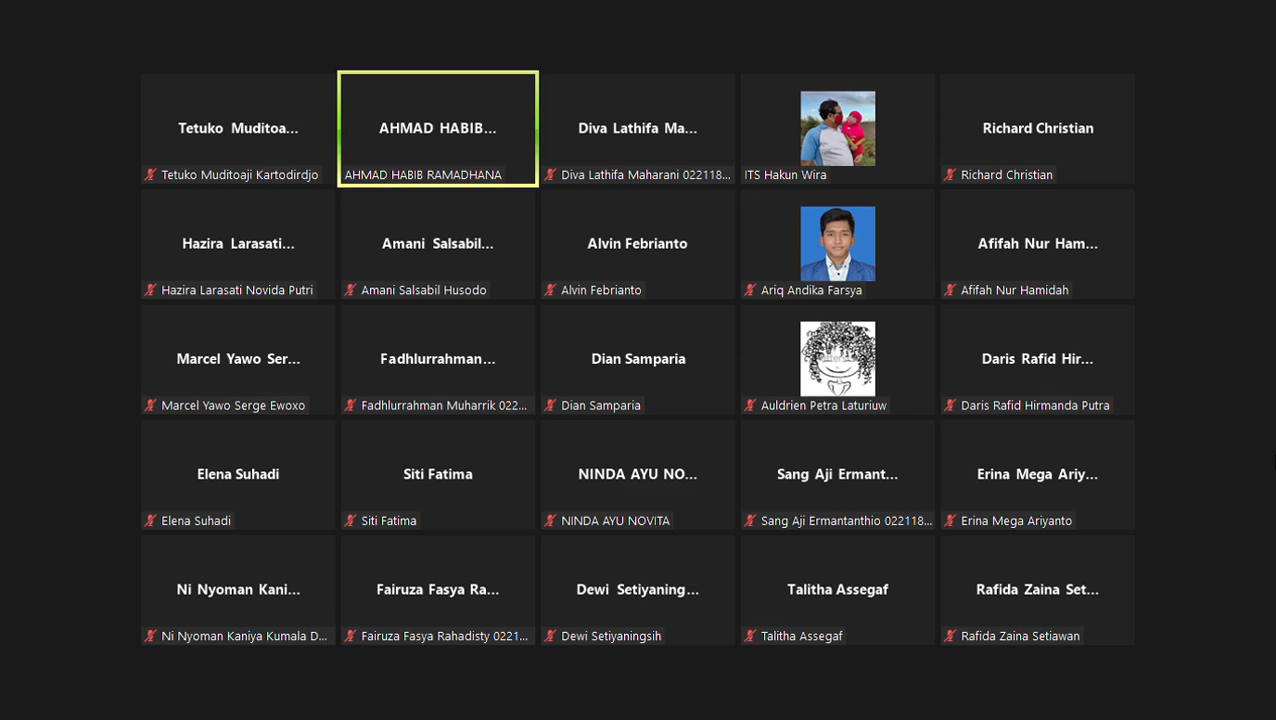 Tetuko Muditoa...
AHMAD HABIB...
Diva Lathifa Ma...
Richard Christian
Tetuko Muditoaji Kartodirdjo
AHMAD HABIB RAMADHANA
Diva Lathifa Maharani 022118...
ITS Hakun Wira
Richard Christian
Hazira Larasati...
Amani Salsabil...
Alvin Febrianto
Afifah Nur Ham...
Hazira Larasati Novida Putri
Amani Salsabil Husodo
Alvin Febrianto
Ariq Andika Farsya
Afifah Nur Hamidah
Marcel Yawo Ser...
Fadhlurrahman...
Dian Samparia
Daris Rafid Hir...
Marcel Yawo Serge Ewoxo
Fadhlurrahman Muharrik 022...
Dian Samparia
Auldrien Petra Laturiuw
Daris Rafid Hirmanda Putra
Elena Suhadi
Siti Fatima
NINDA AYU NO...
Sang Aji Ermant...
Erina Mega Ariy...
Elena Suhadi
Siti Fatima
NINDA AYU NOVITA
Sang Aji Ermantanthio 022118...
Erina Mega Ariyanto
Ni Nyoman Kani...
Fairuza Fasya Ra...
Dewi Setiyaning...
Talitha Assegaf
Rafida Zaina Set...
Ni Nyoman Kaniya Kumala D...
Fairuza Fasya Rahadisty 0221...
Dewi Setiyaningsih
Talitha Assegaf
Rafida Zaina Setiawan